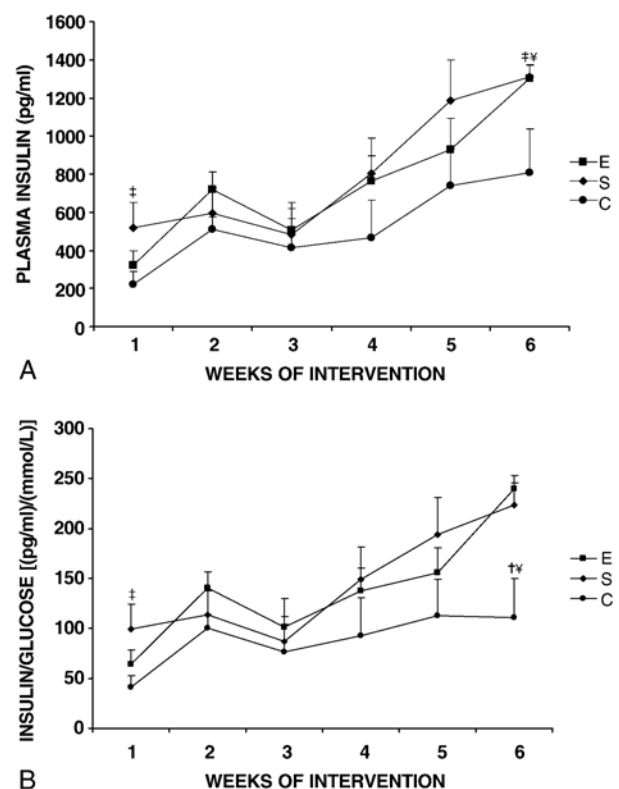 1600
1400
1200
1000
800
600
400
200
0
PLASMA INSULIN (pg/ml)
‡
‡¥
E
S
C
1 2 3 4 5 6
A
WEEKS OF INTERVENTION
300
250
200
150
100
50
0
INSULIN/GLUCOSE [(pg/ml)/(mmol/L)]
‡
†¥
E
S
C
1 2 3 4 5 6
B
WEEKS OF INTERVENTION